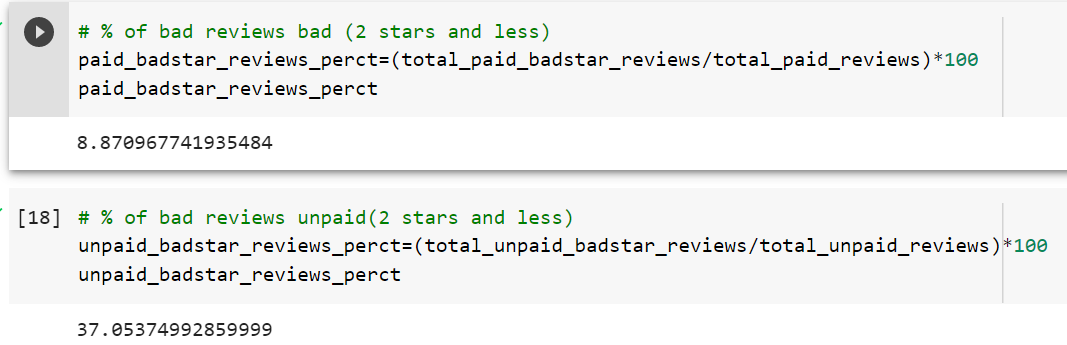 # % of bad reviews bad (2 stars and less)
paid_badstar_reviews_perct=(total_paid_badstar_reviews/total_paid_reviews)*100
paid_badstar_reviews_perct
8.870967741935484
[18] # % of bad reviews unpaid(2 stars and less)
unpaid_badstar_reviews_perct=(total_unpaid_badstar_reviews/total_unpaid_reviews)*100
unpaid_badstar_reviews_perct
37.05374992859999